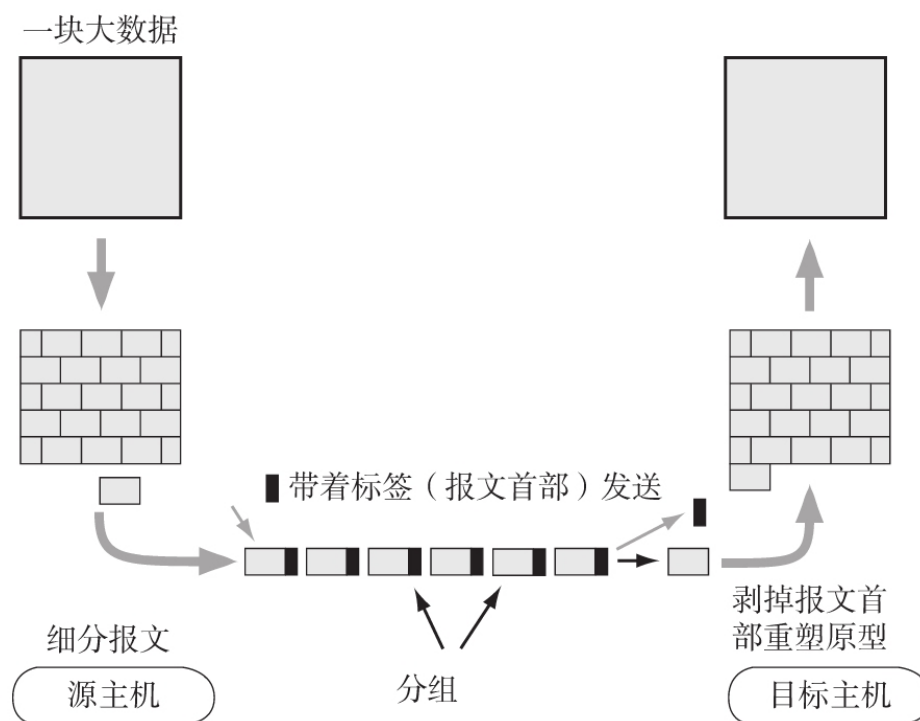 一块大数据
带着标签（报文首部）发送
细分报文
源主机
分组
剥掉报文首
部重塑原型
目标主机